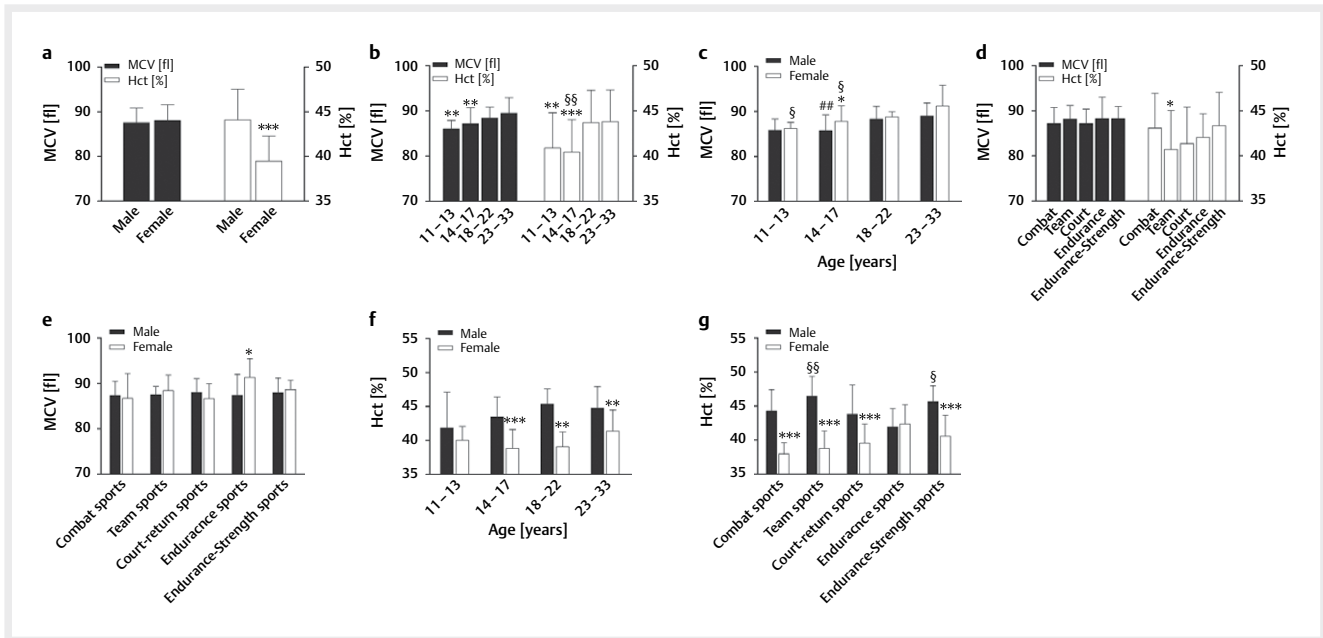 a
MCV [fl]
Hct [%]
100
90
80
70
MCV [fl]
50
45
40
35
Hct [%]
***
Male
Female
Male
Female
b
MCV [fl]
Hct [%]
100
90
80
70
MCV [fl]
50
45
40
35
Hct [%]
**
**
**
§§
***
11–13
14–17
18–22
23–33
11–13
14–17
18–22
23–33
c
Male
Female
100
90
80
70
MCV [fl]
§
##
§
*
11–13
14–17
18–22
23–33
Age [years]
d
MCV [fl]
Hct [%]
100
90
80
70
MCV [fl]
50
45
40
35
Hct [%]
*
Combat
Team
Court
Endurance
Endurance-Strength
Combat
Team
Court
Endurance
Endurance-Strength
e
Male
Female
100
90
80
70
MCV [fl]
*
Combat sports
Team sports
Court-return sports
Enduracnce sports
Endurance-Strength sports
f
Male
Female
55
50
45
40
35
Hct [%]
***
**
**
11–13
14–17
18–22
23–33
Age [years]
g
Male
Female
55
50
45
40
35
Hct [%]
***
§§
***
***
§
***
Combat sports
Team sports
Court-return sports
Enduracnce sports
Endurance-Strength sports